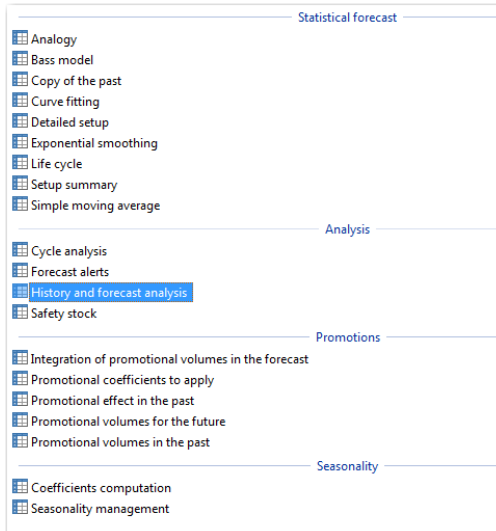 Statistical forecast
Analogy
Bass model
Copy of the past
Curve fitting
Detailed setup
Exponential smoothing
Life cycle
Setup summary
Simple moving average
Analysis
Cycle analysis
Forecast alerts
History and forecast analysis
Safety stock
Promotions
Integration of promotional volumes in the forecast
Promotional coefficients to apply
Promotional effect in the past
Promotional volumes for the future
Promotional volumes in the past
Seasonality
Coefficients computation
Seasonality management